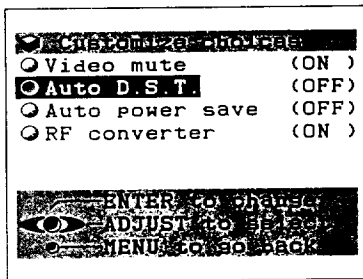 Customize choices
Video mute (ON )
Auto D.S.T. (OFF)
Auto power save (OFF)
RF converter (ON )
ENTER to change
ADJUST to select
MENU to go back